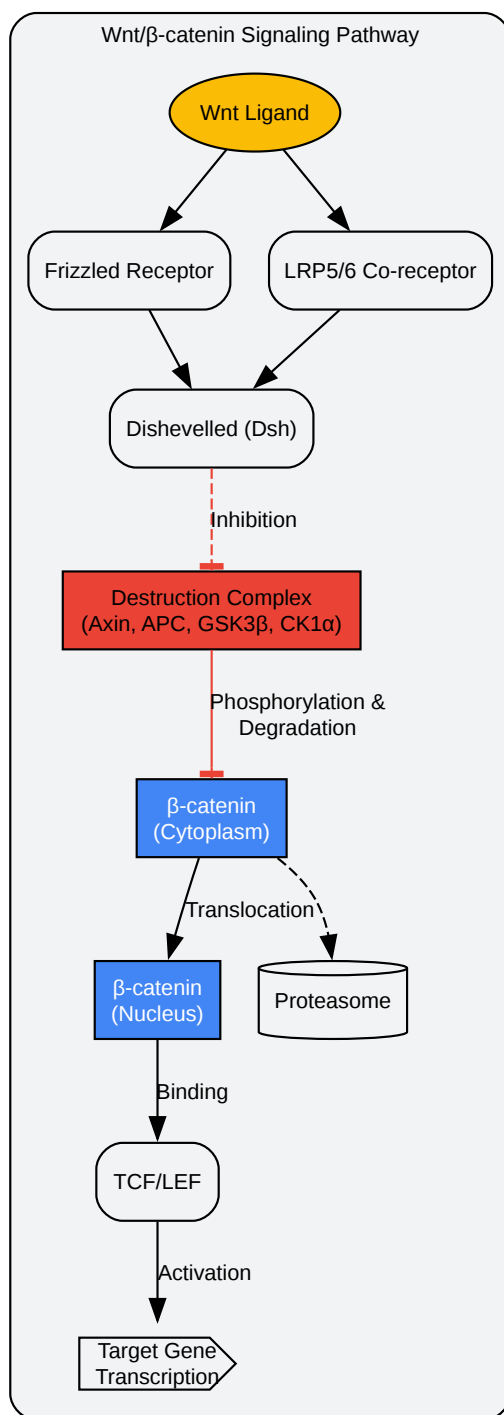 Wnt/β-catenin Signaling Pathway
Wnt Ligand
Frizzled Receptor
LRP5/6 Co-receptor
Dishevelled (Dsh)
Inhibition
Destruction Complex
(Axin, APC, GSK3β, CK1α)
Phosphorylation &
Degradation
β-catenin
(Cytoplasm)
Translocation
β-catenin
(Nucleus)
Proteasome
Binding
TCF/LEF
Activation
Target Gene
Transcription